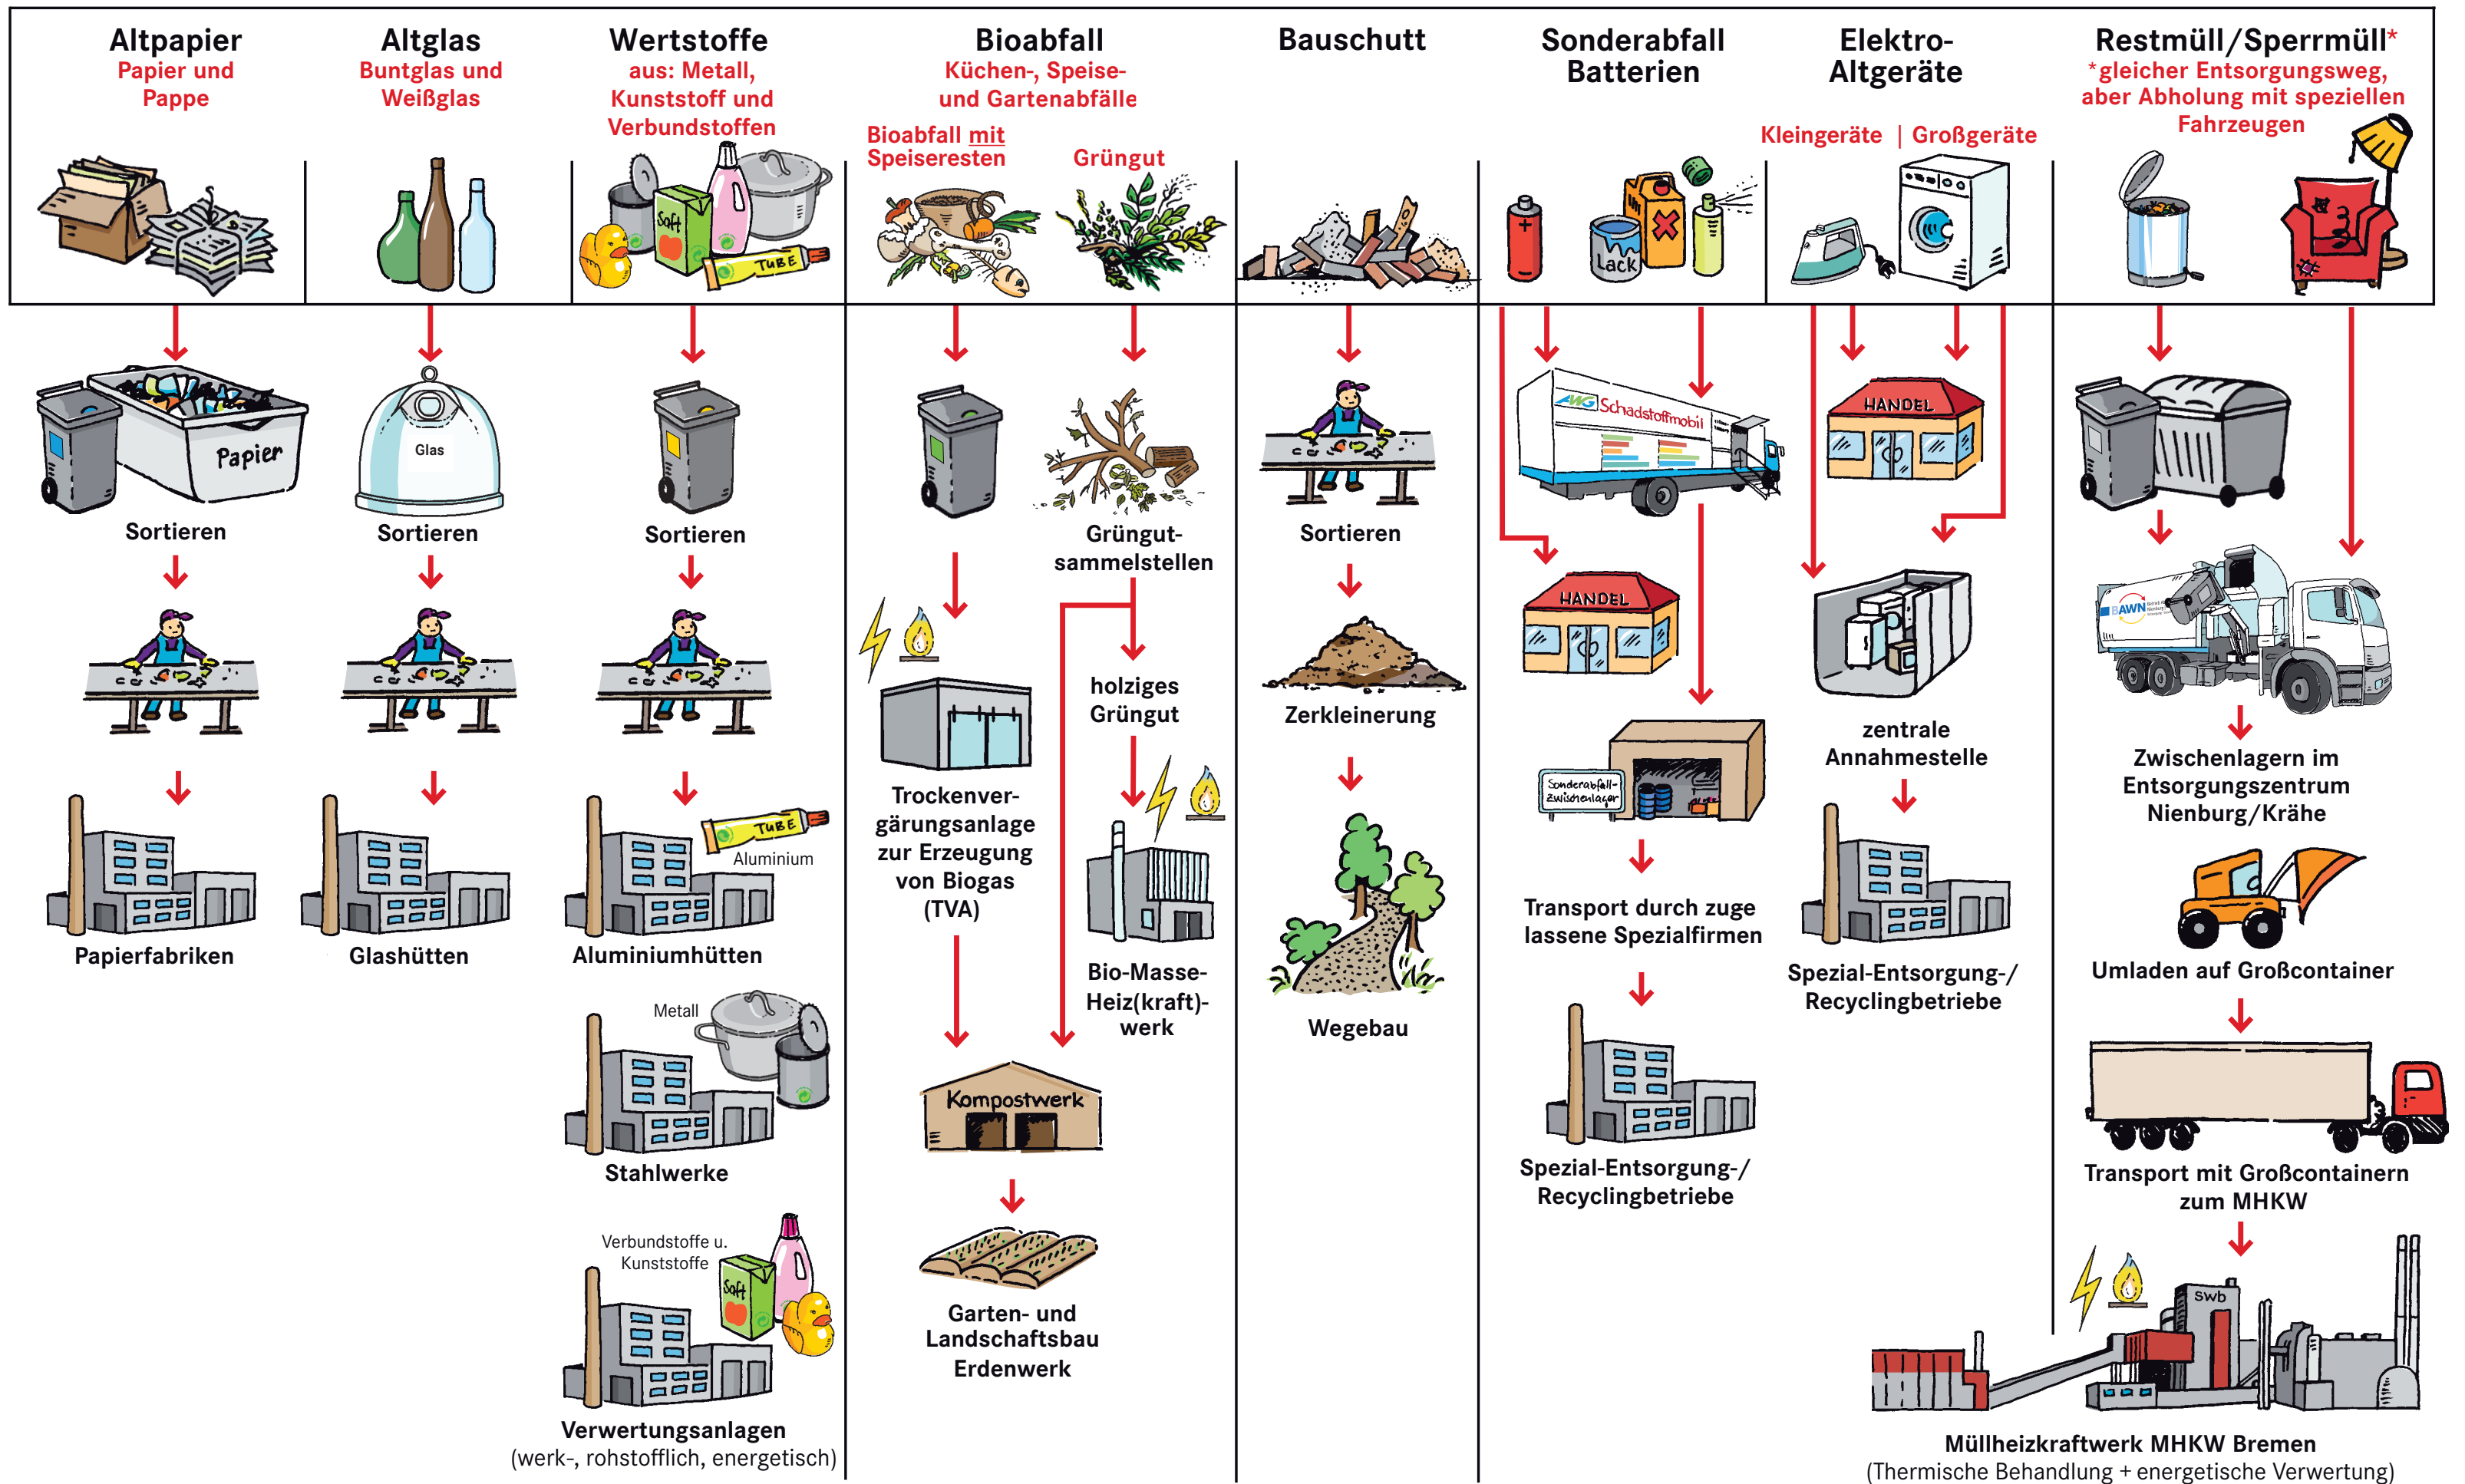 Altpapier
Papier und
Pappe
Altglas
Buntglas und
Weißglas
Wertstoffe
aus: Metall,
Kunststoff und
Verbundstoffen
Saft
TUBE
Bioabfall
Küchen-, Speise-
und Gartenabfälle
Bioabfall mit
Speiseresten
Grüngut
Bauschutt
Sonderabfall
Batterien
+
-
Lack
Elektro-
Altgeräte
Kleingeräte | Großgeräte
Restmüll/Sperrmüll*
*gleicher Entsorgungsweg,
aber Abholung mit speziellen
Fahrzeugen
Papier
Sortieren
Papierfabriken
Glas
Sortieren
Glashütten
Sortieren
TUBE
Aluminium
Aluminiumhütten
Metall
Stahlwerke
Verbundstoffe u.
Kunststoffe
Saft
Verwertungsanlagen
(werk-, rohstofflich, energetisch)
Trockenver-
gärungsanlage
zur Erzeugung
von Biogas
(TVA)
Grüngut-
sammelstellen
holziges
Grüngut
Bio-Masse-
Heiz(kraft)-
werk
Kompostwerk
Garten- und
Landschaftsbau
Erdenwerk
Sortieren
Zerkleinerung
Wegebau
AWG Schadstoffmobil
HANDEL
Sonderabfall-
Zwischenlager
Transport durch zuge
lassene Spezialfirmen
Spezial-Entsorgung-/
Recyclingbetriebe
HANDEL
zentrale
Annahmestelle
Spezial-Entsorgung-/
Recyclingbetriebe
BAWN
Zwischenlagern im
Entsorgungszentrum
Nienburg/Krähe
Umladen auf Großcontainer
Transport mit Großcontainern
zum MHKW
swb
Müllheizkraftwerk MHKW Bremen
(Thermische Behandlung + energetische Verwertung)